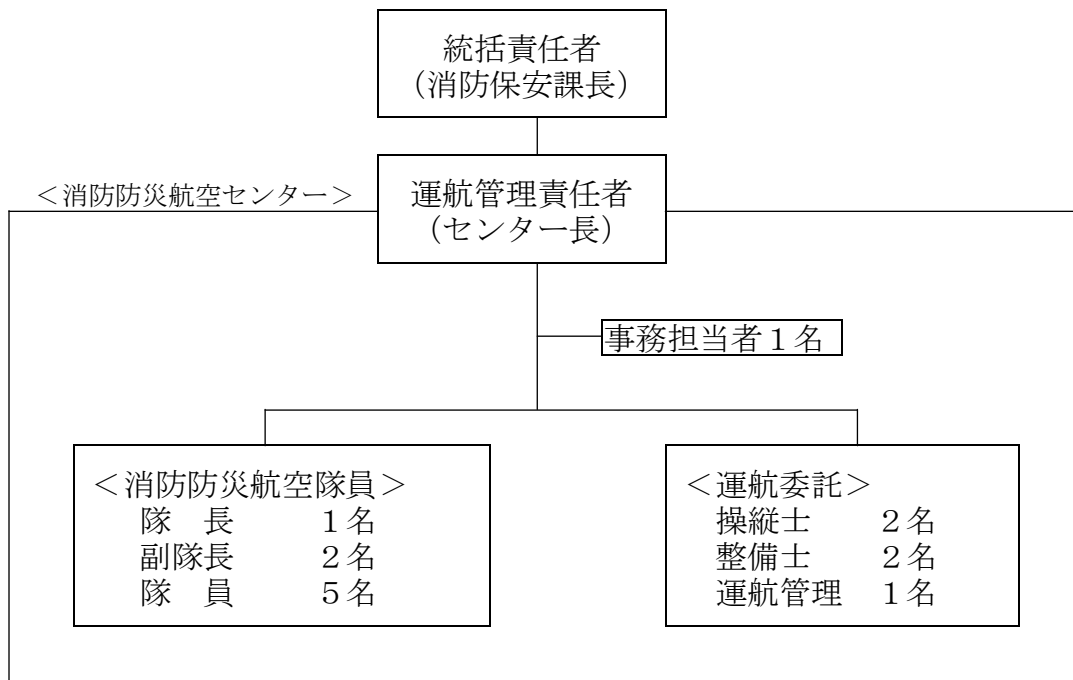 統括責任者
（消防保安課長）
＜消防防災航空センター＞
運航管理責任者
（センター長）
事務担当者１名
＜消防防災航空隊員＞
隊　長　　　１名
副隊長　　　２名
隊　員　　　５名
＜運航委託＞
操縦士　　２名
整備士　　２名
運航管理　１名